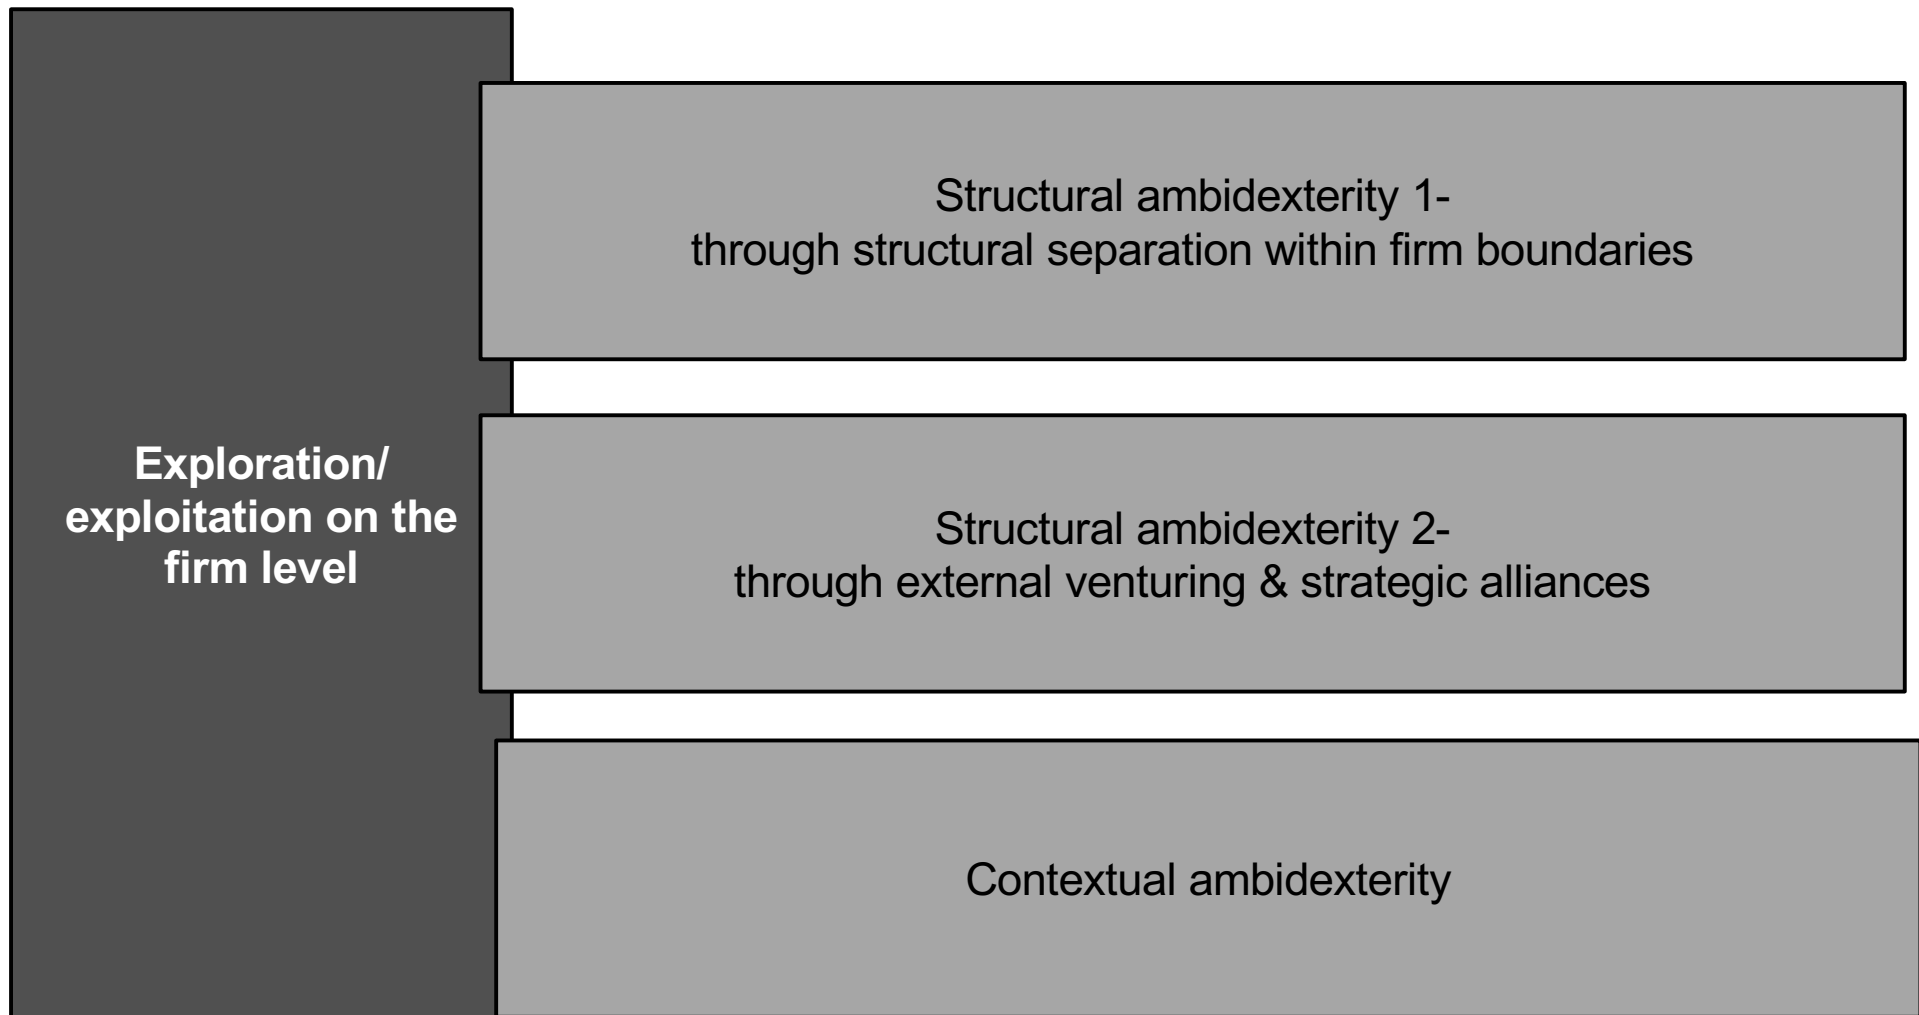 Exploration/
exploitation on the
firm level
Structural ambidexterity 1-
through structural separation within firm boundaries
Structural ambidexterity 2-
through external venturing & strategic alliances
Contextual ambidexterity